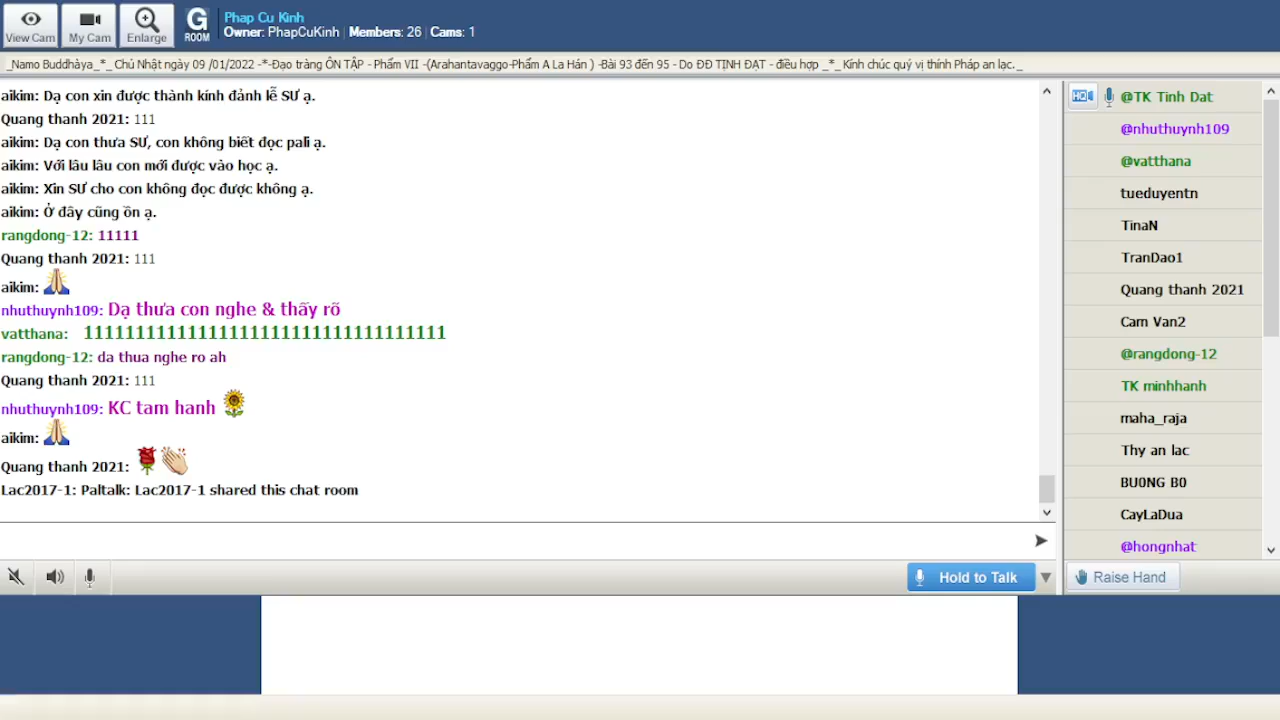 View Cam
My Cam
Enlarge
G
ROOM
Phap Cu Kinh
Owner: PhapCuKinh | Members: 26 | Cams: 1
_Namo Buddhàya_*_ Chủ Nhật ngày 09 /01/2022 -*-Đạo tràng ÔN TẬP - Phẩm VII -(Arahantavaggo-Phẩm A La Hán ) -Bài 93 đến 95 - Do ĐĐ TỊNH ĐẠT - điều hợp _*_ Kính chúc quý vị thính Pháp an lạc._
aikim: Dạ con xin được thành kính đảnh lễ SƯ ạ.
Quang thanh 2021: 111
aikim: Dạ con thưa SƯ, con không biết đọc pali ạ.
aikim: Với lâu lâu con mới được vào học ạ.
aikim: Xin SƯ cho con không đọc được không ạ.
aikim: Ở đây cũng ồn ạ.
rangdong-12: 11111
Quang thanh 2021: 111
aikim:
nhuthuynh109: Dạ thưa con nghe & thấy rõ
vatthana: 11111111111111111111111111111111111
rangdong-12: da thua nghe ro ah
Quang thanh 2021: 111
nhuthuynh109: KC tam hanh
aikim:
Quang thanh 2021:
Lac2017-1: Paltalk: Lac2017-1 shared this chat room
Hold to Talk
HQ
@TK Tinh Dat
@nhuthuynh109
@vatthana
tueduyentn
TinaN
TranDao1
Quang thanh 2021
Cam Van2
@rangdong-12
TK minhhanh
maha_raja
Thy an lac
BU0NG B0
CayLaDua
@hongnhat
Raise Hand